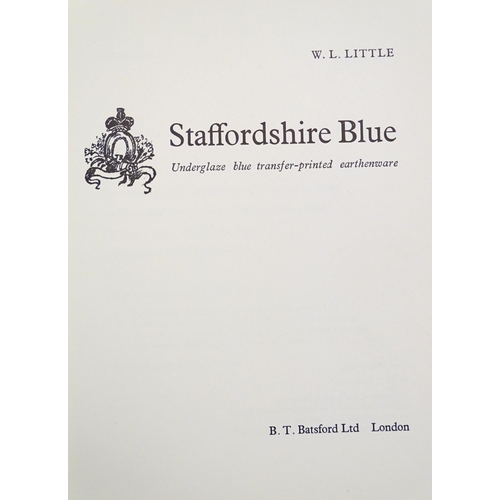 W. L. LITTLE
Staffordshire Blue
Underglaze blue transfer-printed earthenware
B. T. Batsford Ltd London